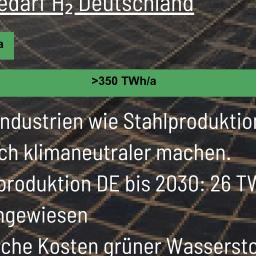 edarf H₂ Deutschland
a
>350 TWh/a
ndustrien wie Stahlproduktion
ch klimaneutraler machen.
produktion DE bis 2030: 26 TW
ngewiesen
che Kosten grüner Wassersto